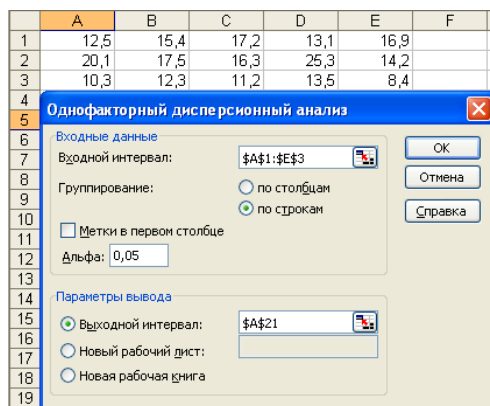 A B C D E F
1 12,5 15,4 17,2 13,1 16,9
2 20,1 17,5 16,3 25,3 14,2
3 10,3 12,3 11,2 13,5 8,4
4
5 Однофакторный дисперсионный анализ
6 Входные данные
7 Входной интервал: $A$1:$E$3 ОК
8 Группирование: по столбцам Отмена
9
10 по строкам Справка
11 Метки в первом столбце
12 Альфа: 0,05
13
14 Параметры вывода
15 Выходной интервал: $A$21
16
17 Новый рабочий лист:
18 Новая рабочая книга
19